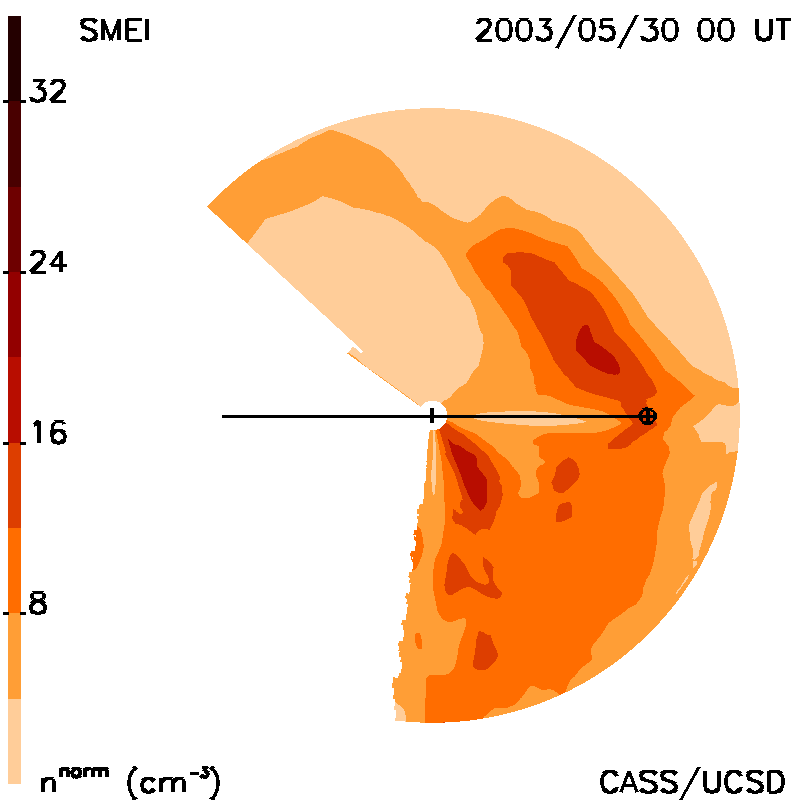 SMEI 2003/05/30 00 UT
32
24
16
8
n^norm (cm^-3) CASS/UCSD